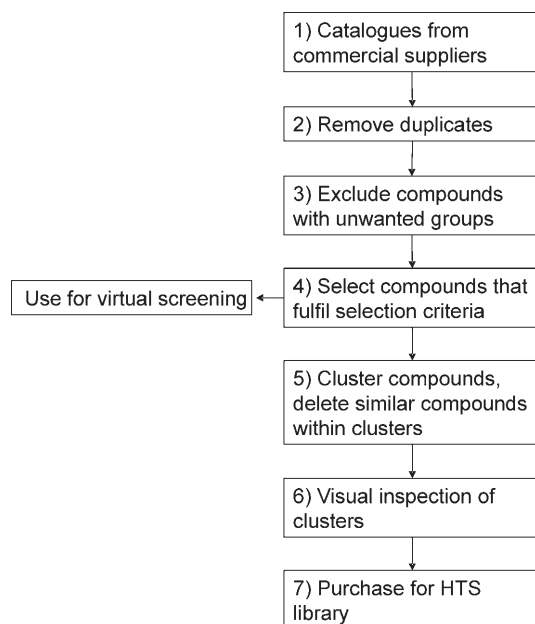 1) Catalogues from
commercial suppliers
2) Remove duplicates
3) Exclude compounds
with unwanted groups
4) Select compounds that
fulfil selection criteria
Use for virtual screening
5) Cluster compounds,
delete similar compounds
within clusters
6) Visual inspection of
clusters
7) Purchase for HTS
library